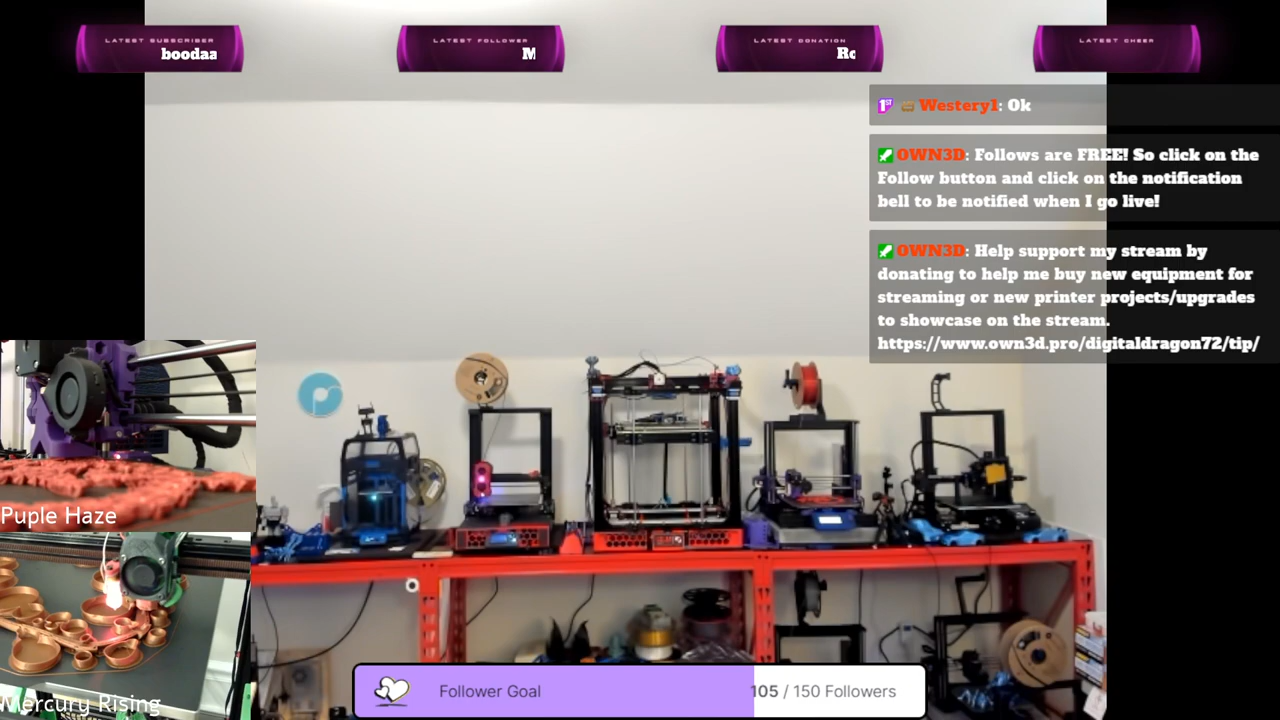 LATEST SUBSCRIBER
boodaa
LATEST FOLLOWER
M
LATEST DONATION
Ro
LATEST CHEER
1ST Westery1: Ok
OWN3D: Follows are FREE! So click on the
Follow button and click on the notification
bell to be notified when I go live!
OWN3D: Help support my stream by
donating to help me buy new equipment for
streaming or new printer projects/upgrades
to showcase on the stream.
https://www.own3d.pro/digitaldragon72/tip/
Puple Haze
Mercury Rising
Follower Goal
105 / 150 Followers